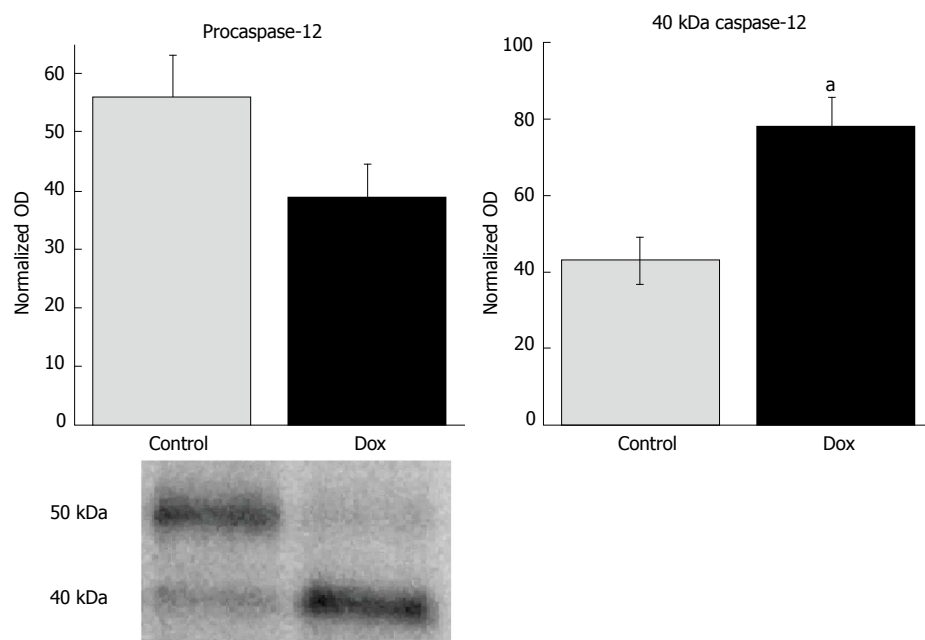 Procaspase-12
60
50
40
30
20
10
0
Normalized OD
Control Dox
40 kDa caspase-12
100
80
60
40
20
0
Normalized OD
a
Control Dox
50 kDa
40 kDa